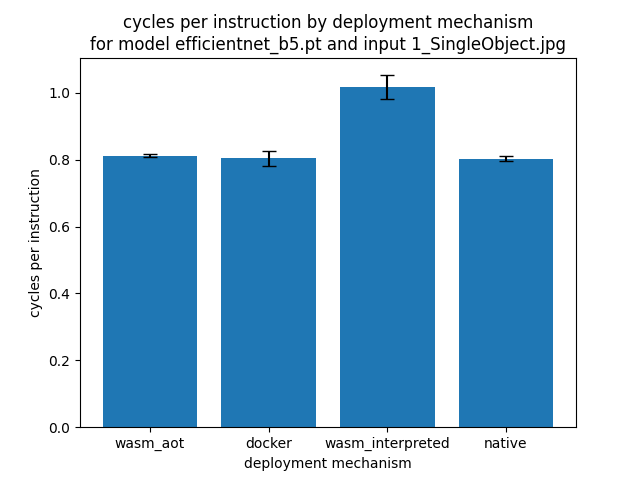 cycles per instruction by deployment mechanism
for model efficientnet_b5.pt and input 1_SingleObject.jpg
cycles per instruction
1.0
0.8
0.6
0.4
0.2
0.0
wasm_aot docker wasm_interpreted native
deployment mechanism